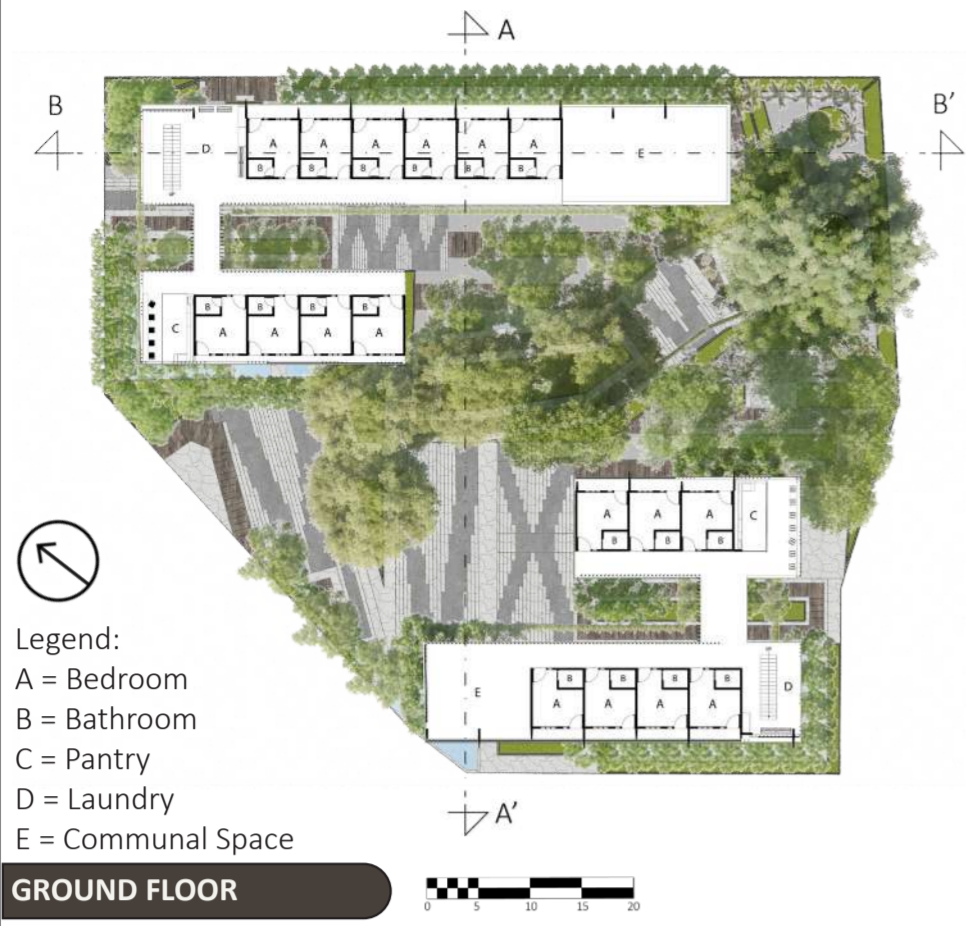 A
B
B'
D
A
A
A
A
A
A
E
B
B
B
B
B
B
B
B
B
B
C
A
A
A
A
A
A
A
C
B
B
B
B
B
B
B
E
A
A
A
A
D
Legend:
A = Bedroom
B = Bathroom
C = Pantry
D = Laundry
E = Communal Space
A'
GROUND FLOOR
0 5 10 15 20